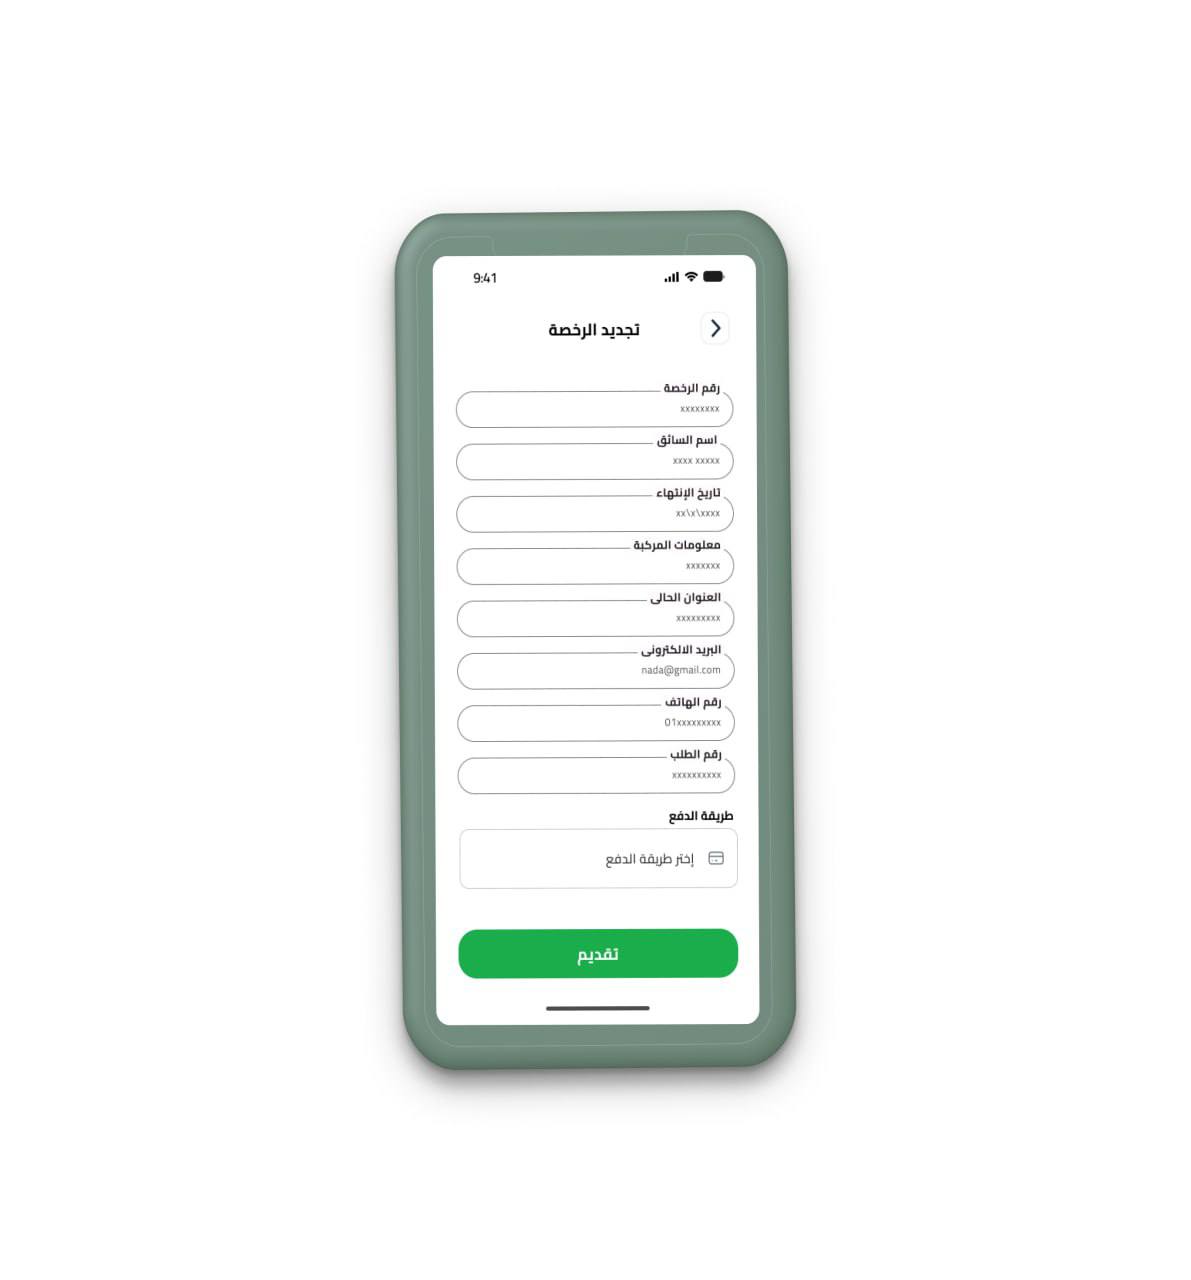 9:41
تجديد الرخصة
رقم الرخصة
xxxxxxxx
اسم السائق
xxxx xxxxx
تاريخ الإنتهاء
xx\x\xxxx
معلومات المركبة
xxxxxxx
العنوان الحالى
xxxxxxxxx
البريد الالكترونى
nada@gmail.com
رقم الهاتف
01xxxxxxxxx
رقم الطلب
xxxxxxxxxx
طريقة الدفع
إختر طريقة الدفع
تقديم